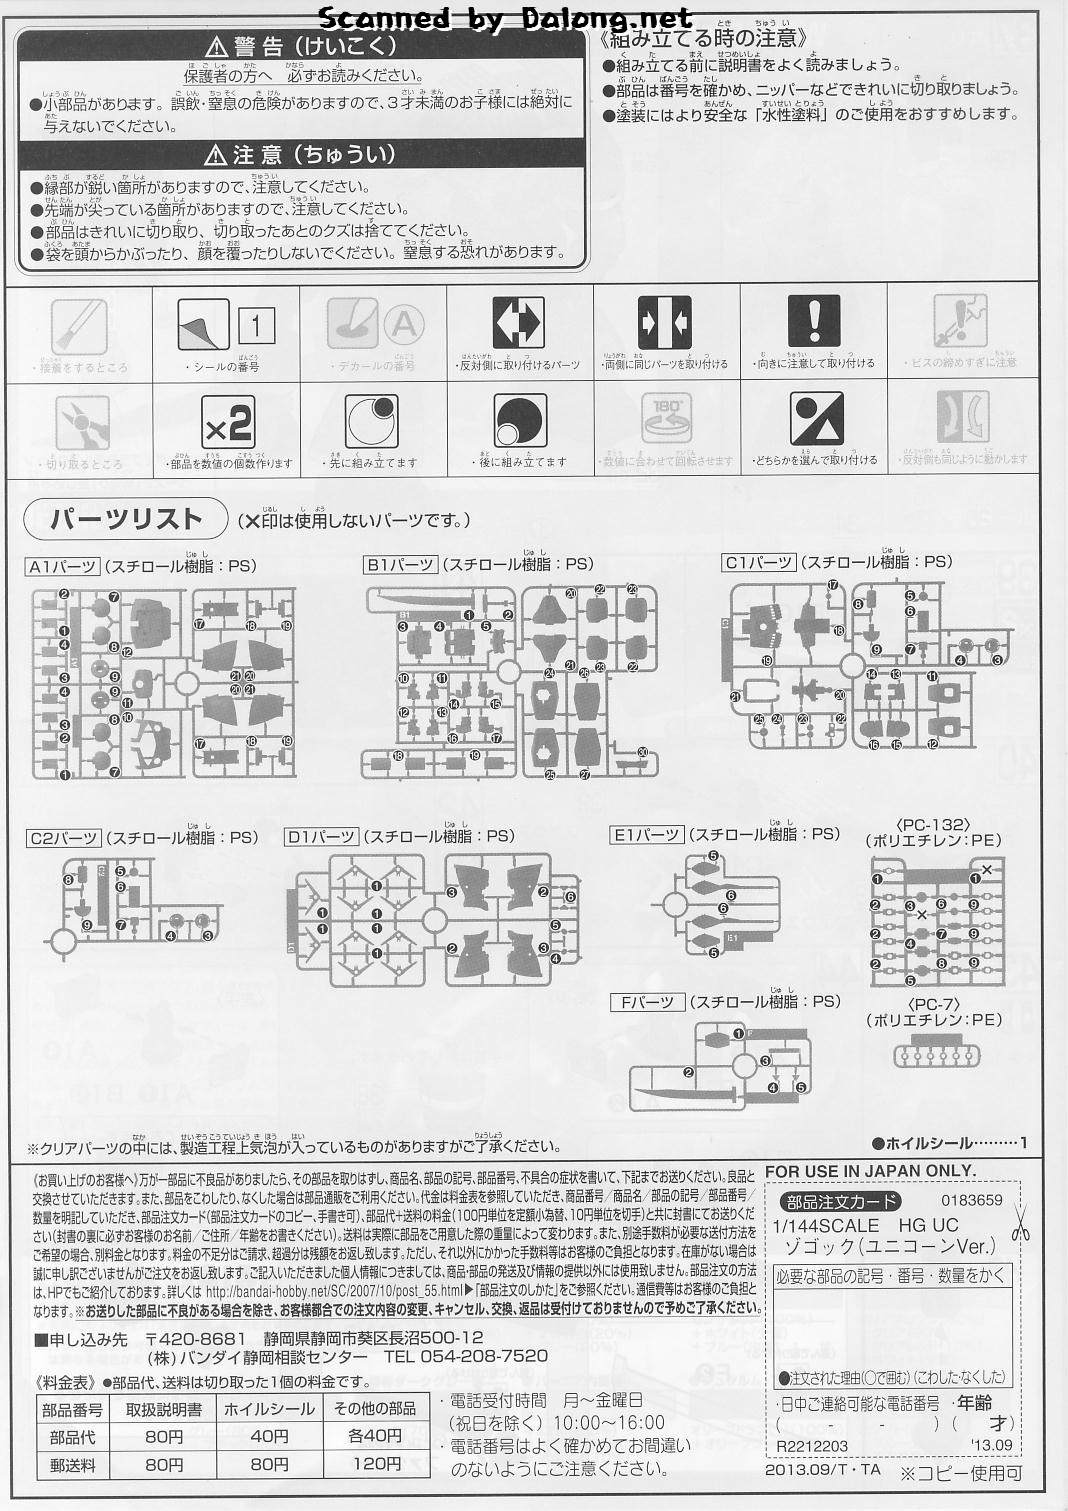 Scanned by Dalong.net
⚠警告（けいこく）
保護者の方へ 必ずお読みください。
●小部品があります。誤飲・窒息の危険がありますので、3才未満のお子様には絶対に
与えないでください。
⚠注意（ちゅうい）
●縁部が鋭い箇所がありますので、注意してください。
●先端が尖っている箇所がありますので、注意してください。
●部品はきれいに切り取り、切り取ったあとのクズは捨ててください。
●袋を頭からかぶったり、顔を覆ったりしないでください。窒息する恐れがあります。
《組み立てる時の注意》
●組み立てる前に説明書をよく読みましょう。
●部品は番号を確かめ、ニッパーなどできれいに切り取りましょう。
●塗装にはより安全な「水性塗料」のご使用をおすすめします。
・接着をするところ
1
・シールの番号
A
・デカールの番号
・反対側に取り付けるパーツ
・両側に同じパーツを取り付ける
・向きに注意して取り付ける
・ビスの締めすぎに注意
・切り取るところ
×2
・部品を数値の個数作ります
・先に組み立てます
・後に組み立てます
180°
・数値に合わせて回転させます
・どちらかを選んで取り付ける
・反対側も同じように動かします
パーツリスト（×印は使用しないパーツです。）
A1パーツ（スチロール樹脂：PS）
B1パーツ（スチロール樹脂：PS）
C1パーツ（スチロール樹脂：PS）
C2パーツ（スチロール樹脂：PS）
D1パーツ（スチロール樹脂：PS）
E1パーツ（スチロール樹脂：PS）
〈PC-132〉
（ポリエチレン：PE）
Fパーツ（スチロール樹脂：PS）
〈PC-7〉
（ポリエチレン：PE）
※クリアパーツの中には、製造工程上気泡が入っているものがありますがご了承ください。
●ホイルシール………1
《お買い上げのお客様へ》万が一部品に不良品がありましたら、その部品を取りはずし、商品名、部品の記号、部品番号、不具合の症状を書いて、下記までお送りください。良品と
交換させていただきます。また、部品をこわしたり、なくした場合は部品通販をご利用ください。代金は料金表を参照していただき、商品番号／商品名／部品の記号／部品番号／
数量を明記していただき、部品注文カード（部品注文カードのコピー、手書き可）、部品代+送料の料金（100円単位を定額小為替、10円単位を切手）と共に封書にてお送りくださ
い（封書の裏に必ずお客様のお名前／ご住所／年齢をお書きください）。送料は実際に部品をご用意した際の重量によって変わります。また、別途手数料が必要な送付方法を
ご希望の場合、別料金となります。料金の不足分はご請求、超過分は残額をお返し致します。ただし、それ以外にかかった手数料等はお客様のご負担となります。在庫がない場合は
誠に申し訳ございませんがご注文をお返し致します。ご記入いただきました個人情報につきましては、商品・部品の発送及び情報の提供以外には使用致しません。部品注文の方法
は、HPでもご紹介しております。詳しくは http://bandai-hobby.net/SC/2007/10/post_55.html▶「部品注文のしかた」をご参照ください。通信費等はお客様のご負担と
なります。※お送りした部品に不良がある場合を除き、お客様都合での注文内容の変更、キャンセル、交換、返品は受付けておりませんので予めご了承ください。
■申し込み先 〒420-8681 静岡県静岡市葵区長沼500-12
（株）バンダイ静岡相談センター TEL 054-208-7520
《料金表》●部品代、送料は切り取った1個の料金です。
部品番号 取扱説明書 ホイルシール その他の部品
部品代 80円 40円 各40円
郵送料 80円 80円 120円
・電話受付時間 月～金曜日
（祝日を除く）10:00～16:00
・電話番号はよく確かめてお間違い
のないようにご注意ください。
FOR USE IN JAPAN ONLY.
部品注文カード 0183659
1/144SCALE HG UC
ゾゴック（ユニコーンVer.）
必要な部品の記号・番号・数量をかく
●注文された理由（○で囲む）（こわした・なくした）
・日中ご連絡可能な電話番号 ・年齢
（ - - ）（ 才）
R2212203 '13.09
2013.09/T・TA ※コピー使用可